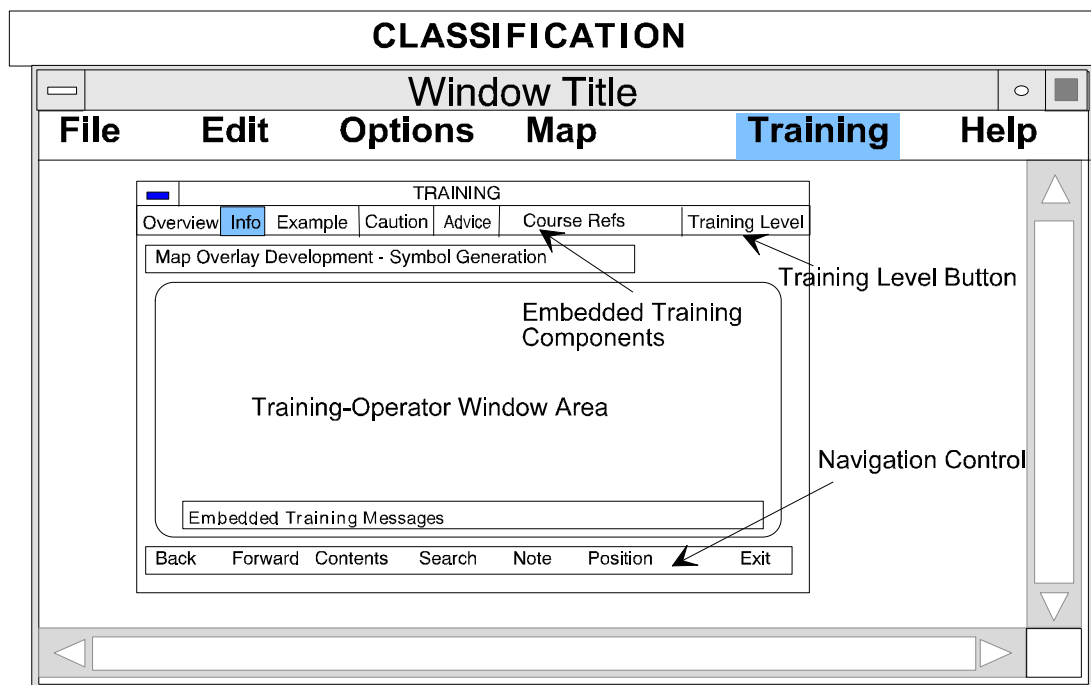 CLASSIFICATION
Window Title
File Edit Options Map Training Help
TRAINING
Overview Info Example Caution Advice Course Refs Training Level
Map Overlay Development - Symbol Generation
Training Level Button
Embedded Training
Components
Training-Operator Window Area
Navigation Control
Embedded Training Messages
Back Forward Contents Search Note Position Exit